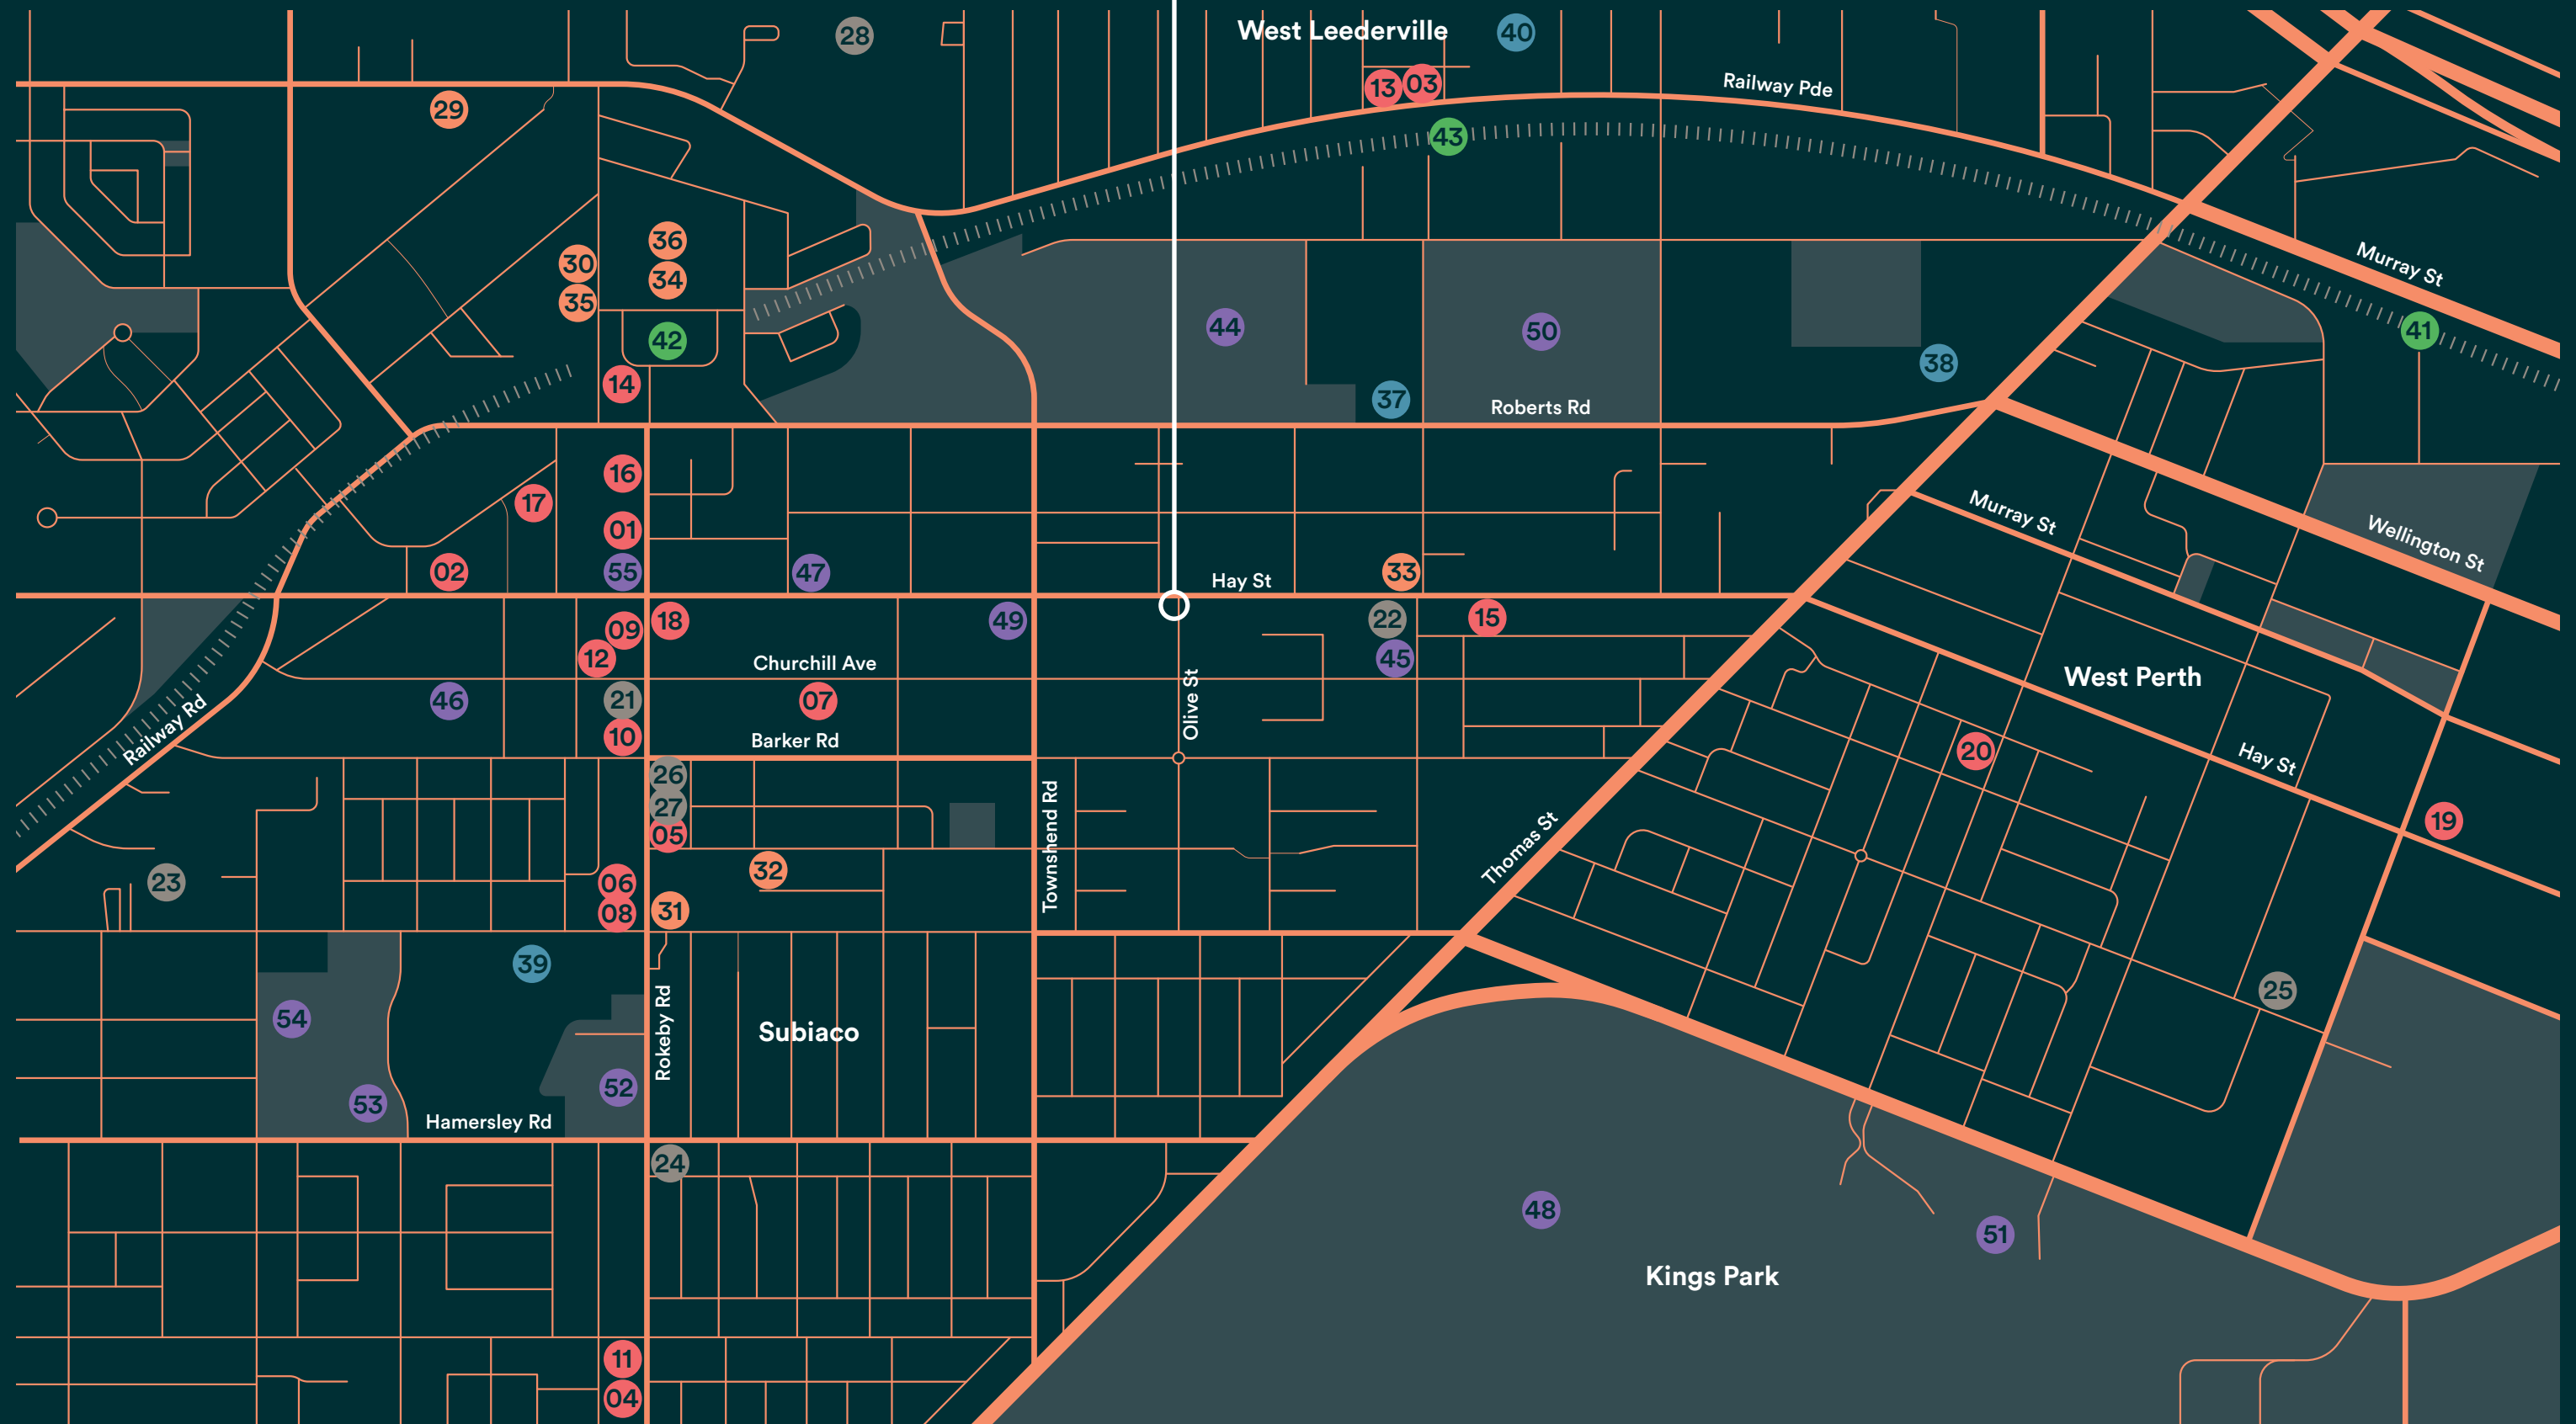 West Leederville
28
40
Railway Pde
13
03
29
43
36
30
34
Murray St
35
44
50
41
42
38
14
37
Roberts Rd
16
17
01
Murray St
Wellington St
02
55
47
33
Hay St
09
18
49
22
15
12
Churchill Ave
45
West Perth
46
21
07
Olive St
Railway Rd
10
Barker Rd
20
Hay St
26
27
05
Townshend Rd
Thomas St
19
23
32
06
08
31
39
25
54
Rokeby Rd
Subiaco
52
53
Hamersley Rd
24
48
51
Kings Park
11
04